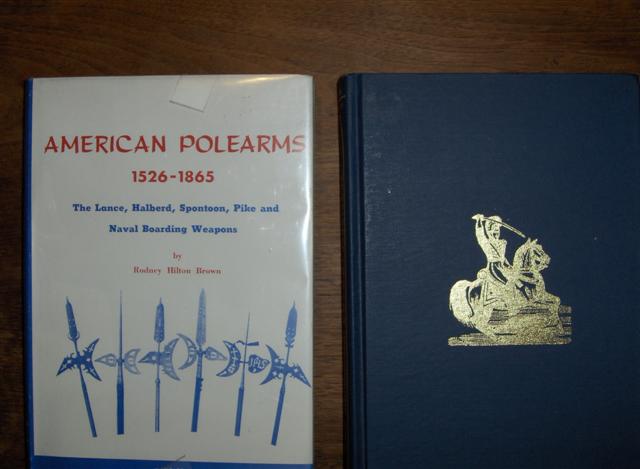 AMERICAN POLEARMS
1526-1865
The Lance, Halberd, Spontoon, Pike and
Naval Boarding Weapons
by
Rodney Hilton Brown